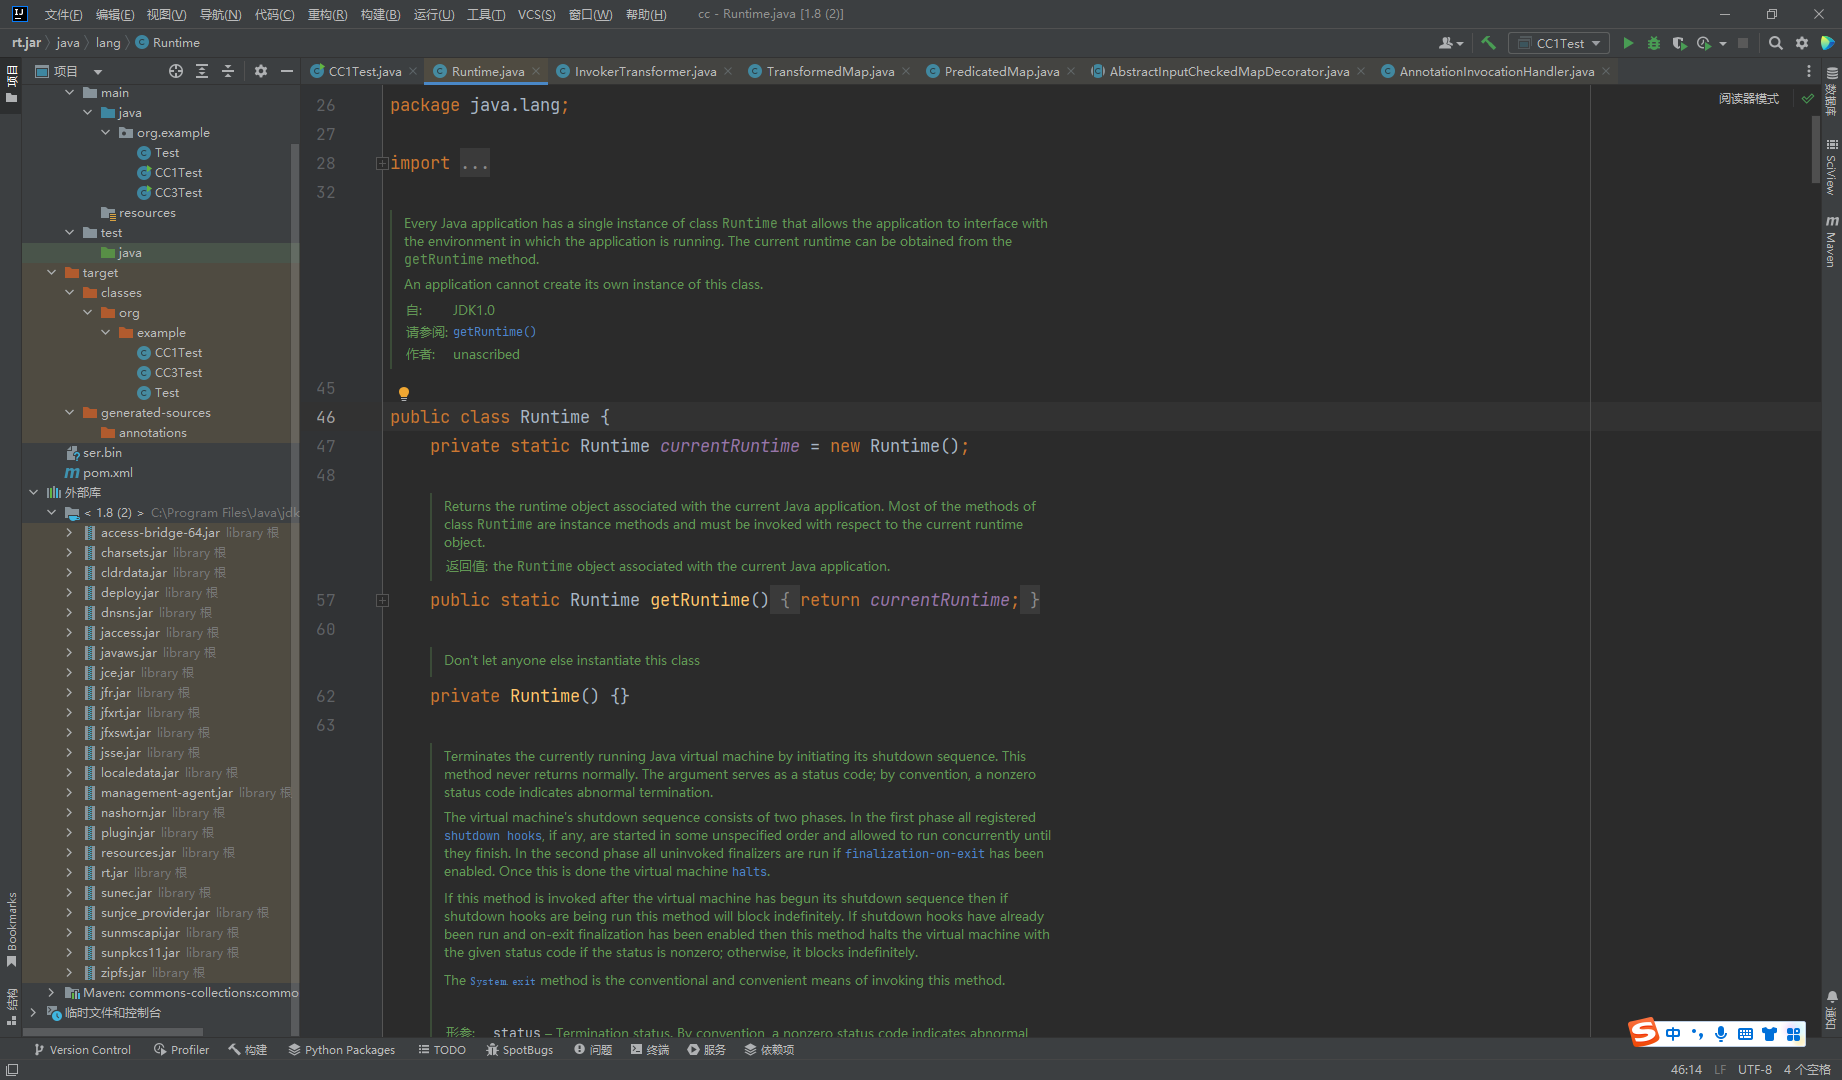 文件(F) 编辑(E) 视图(V) 导航(N) 代码(C) 重构(R) 构建(B) 运行(U) 工具(T) VCS(S) 窗口(W) 帮助(H) cc - Runtime.java [1.8 (2)]
rt.jar java lang Runtime
CC1Test
项目
CC1Test.java Runtime.java InvokerTransformer.java TransformedMap.java PredicatedMap.java AbstractInputCheckedMapDecorator.java AnnotationInvocationHandler.java
项目
main
java
org.example
Test
CC1Test
CC3Test
resources
test
java
target
classes
org
example
CC1Test
CC3Test
Test
generated-sources
annotations
ser.bin
pom.xml
外部库
< 1.8 (2) > C:\Program Files\Java\jdk
access-bridge-64.jar library 根
charsets.jar library 根
cldrdata.jar library 根
deploy.jar library 根
dnsns.jar library 根
jaccess.jar library 根
javaws.jar library 根
jce.jar library 根
jfr.jar library 根
jfxrt.jar library 根
jfxswt.jar library 根
jsse.jar library 根
localedata.jar library 根
management-agent.jar library 根
nashorn.jar library 根
plugin.jar library 根
resources.jar library 根
rt.jar library 根
sunec.jar library 根
sunjce_provider.jar library 根
sunmscapi.jar library 根
sunpkcs11.jar library 根
zipfs.jar library 根
Maven: commons-collections:commo
临时文件和控制台
Bookmarks
结构
阅读器模式
26 package java.lang;
27
28 import ...
32
Every Java application has a single instance of class Runtime that allows the application to interface with
the environment in which the application is running. The current runtime can be obtained from the
getRuntime method.
An application cannot create its own instance of this class.
自: JDK1.0
请参阅: getRuntime()
作者: unascribed
45
46 public class Runtime {
47 private static Runtime currentRuntime = new Runtime();
48
Returns the runtime object associated with the current Java application. Most of the methods of
class Runtime are instance methods and must be invoked with respect to the current runtime
object.
返回值: the Runtime object associated with the current Java application.
57 public static Runtime getRuntime() { return currentRuntime; }
60
Don't let anyone else instantiate this class
62 private Runtime() {}
63
Terminates the currently running Java virtual machine by initiating its shutdown sequence. This
method never returns normally. The argument serves as a status code; by convention, a nonzero
status code indicates abnormal termination.
The virtual machine's shutdown sequence consists of two phases. In the first phase all registered
shutdown hooks, if any, are started in some unspecified order and allowed to run concurrently until
they finish. In the second phase all uninvoked finalizers are run if finalization-on-exit has been
enabled. Once this is done the virtual machine halts.
If this method is invoked after the virtual machine has begun its shutdown sequence then if
shutdown hooks are being run this method will block indefinitely. If shutdown hooks have already
been run and on-exit finalization has been enabled then this method halts the virtual machine with
the given status code if the status is nonzero; otherwise, it blocks indefinitely.
The System.exit method is the conventional and convenient means of invoking this method.
形参: status – Termination status. By convention, a nonzero status code indicates abnormal
数据库
SciView
Maven
通知
中
Version Control Profiler 构建 Python Packages TODO SpotBugs 问题 终端 服务 依赖项
46:14 LF UTF-8 4 个空格